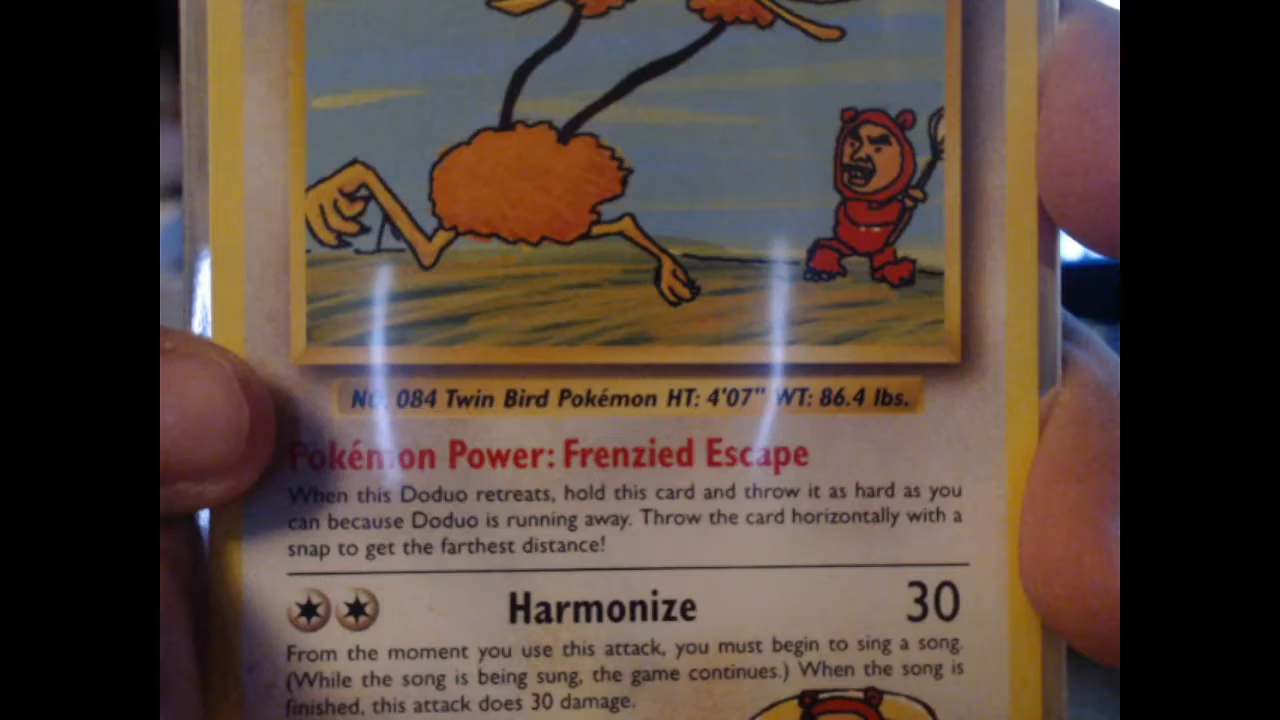 No. 084 Twin Bird Pokémon HT: 4'07" WT: 86.4 lbs.
Pokémon Power: Frenzied Escape
When this Doduo retreats, hold this card and throw it as hard as you
can because Doduo is running away. Throw the card horizontally with a
snap to get the farthest distance!
Harmonize 30
From the moment you use this attack, you must begin to sing a song.
(While the song is being sung, the game continues.) When the song is
finished, this attack does 30 damage.